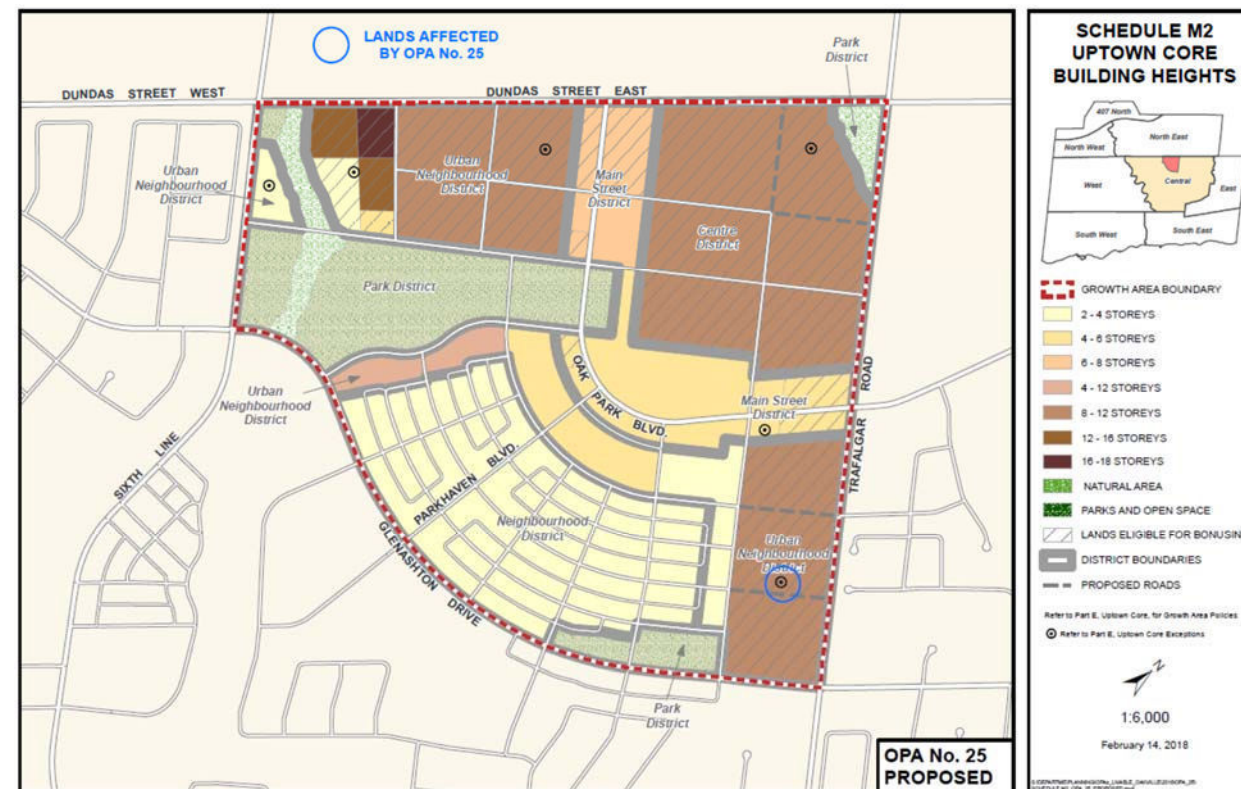 LANDS AFFECTED
BY OPA No. 25
Park
District
DUNDAS STREET WEST
DUNDAS STREET EAST
Urban
Neighbourhood
District
Urban
Neighbourhood
District
Main
Street
District
Centre
District
Park District
Urban
Neighbourhood
District
OAK PARK BLVD.
Main Street
District
TRAFALGAR ROAD
SIXTH LINE
PARKHAVEN BLVD.
Neighbourhood
District
GLENASHTON DRIVE
Urban
Neighbourhood
District
Park
District
OPA No. 25
PROPOSED
SCHEDULE M2
UPTOWN CORE
BUILDING HEIGHTS
407 North
North East
North West
West
Central
East
South West
South East
GROWTH AREA BOUNDARY
2 - 4 STOREYS
4 - 6 STOREYS
6 - 8 STOREYS
4 - 12 STOREYS
8 - 12 STOREYS
12 - 16 STOREYS
16 -18 STOREYS
NATURAL AREA
PARKS AND OPEN SPACE
LANDS ELIGIBLE FOR BONUSIN
DISTRICT BOUNDARIES
PROPOSED ROADS
Refer to Part E, Uptown Core, for Growth Area Policies
Refer to Part E, Uptown Core Exceptions
N
1:6,000
February 14, 2018